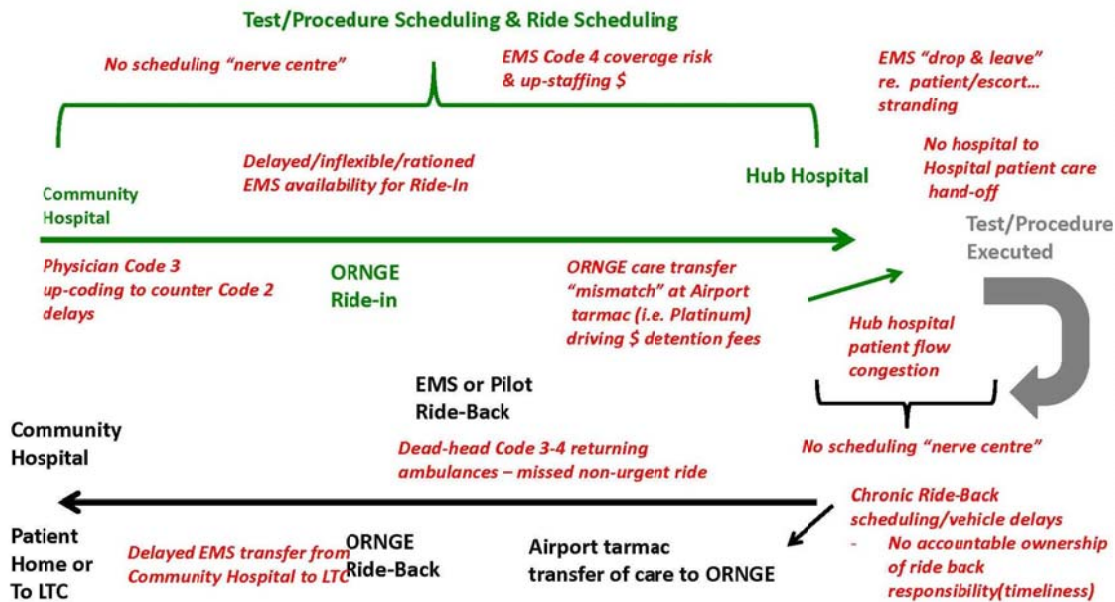 Test/Procedure Scheduling & Ride Scheduling
No scheduling “nerve centre”
EMS Code 4 coverage risk
& up-staffing $
EMS “drop & leave”
re. patient/escort...
stranding
Delayed/inflexible/rationed
EMS availability for Ride-In
No hospital to
Hospital patient care
hand-off
Community
Hospital
Hub Hospital
Test/Procedure
Executed
Physician Code 3
up-coding to counter Code 2
delays
ORNGE
Ride-in
ORNGE care transfer
“mismatch” at Airport
tarmac (i.e. Platinum)
driving $ detention fees
Hub hospital
patient flow
congestion
EMS or Pilot
Ride-Back
Community
Hospital
Dead-head Code 3-4 returning
ambulances – missed non-urgent ride
No scheduling “nerve centre”
Chronic Ride-Back
scheduling/vehicle delays
- No accountable ownership
of ride back
responsibility(timeliness)
Patient
Home or
To LTC
Delayed EMS transfer from
Community Hospital to LTC
ORNGE
Ride-Back
Airport tarmac
transfer of care to ORNGE